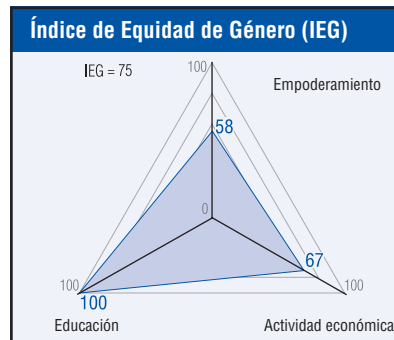 Índice de Equidad de Género (IEG)
IEG = 75
100
Empoderamiento
58
0
67
100
100
100
Educación
Actividad económica